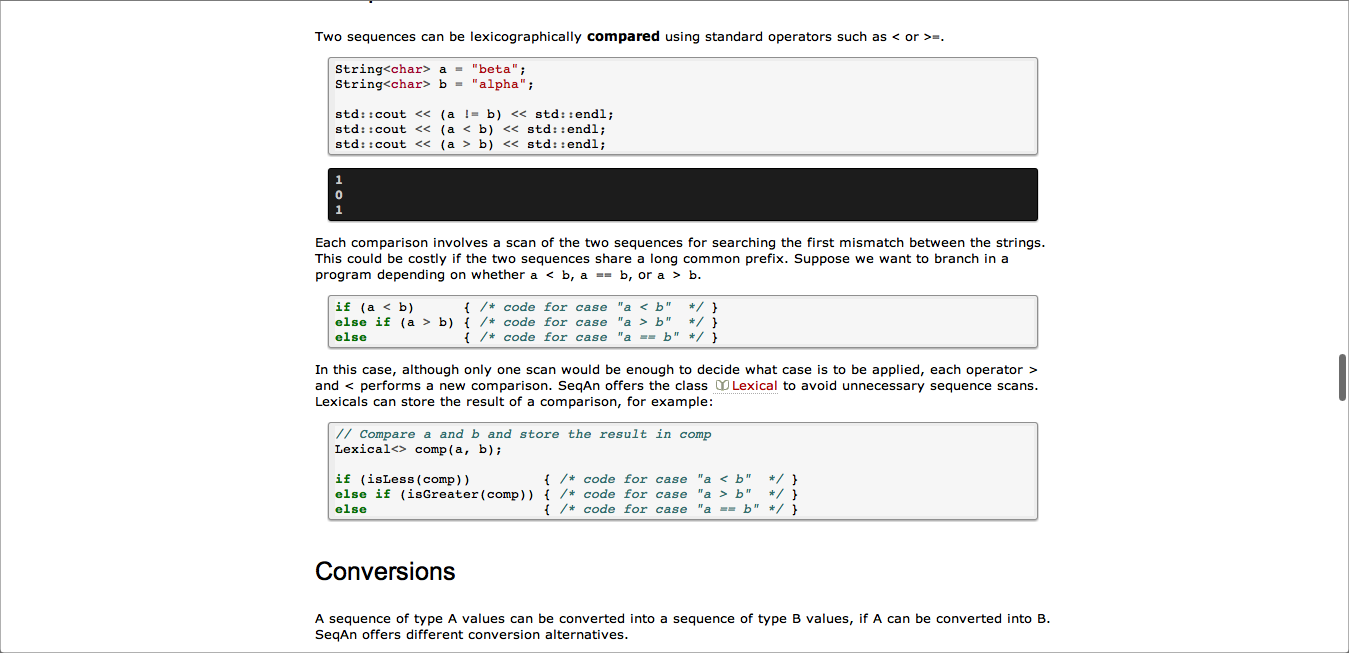 Two sequences can be lexicographically compared using standard operators such as < or >=.
String<char> a = "beta";
String<char> b = "alpha";
std::cout << (a != b) << std::endl;
std::cout << (a < b) << std::endl;
std::cout << (a > b) << std::endl;
1
0
1
Each comparison involves a scan of the two sequences for searching the first mismatch between the strings.
This could be costly if the two sequences share a long common prefix. Suppose we want to branch in a
program depending on whether a < b, a == b, or a > b.
if (a < b)      { /* code for case "a < b"  */ }
else if (a > b) { /* code for case "a > b"  */ }
else            { /* code for case "a == b" */ }
In this case, although only one scan would be enough to decide what case is to be applied, each operator >
and < performs a new comparison. SeqAn offers the class Lexical to avoid unnecessary sequence scans.
Lexicals can store the result of a comparison, for example:
// Compare a and b and store the result in comp
Lexical<> comp(a, b);
if (isLess(comp))         { /* code for case "a < b"  */ }
else if (isGreater(comp)) { /* code for case "a > b"  */ }
else                      { /* code for case "a == b" */ }
Conversions
A sequence of type A values can be converted into a sequence of type B values, if A can be converted into B.
SeqAn offers different conversion alternatives.